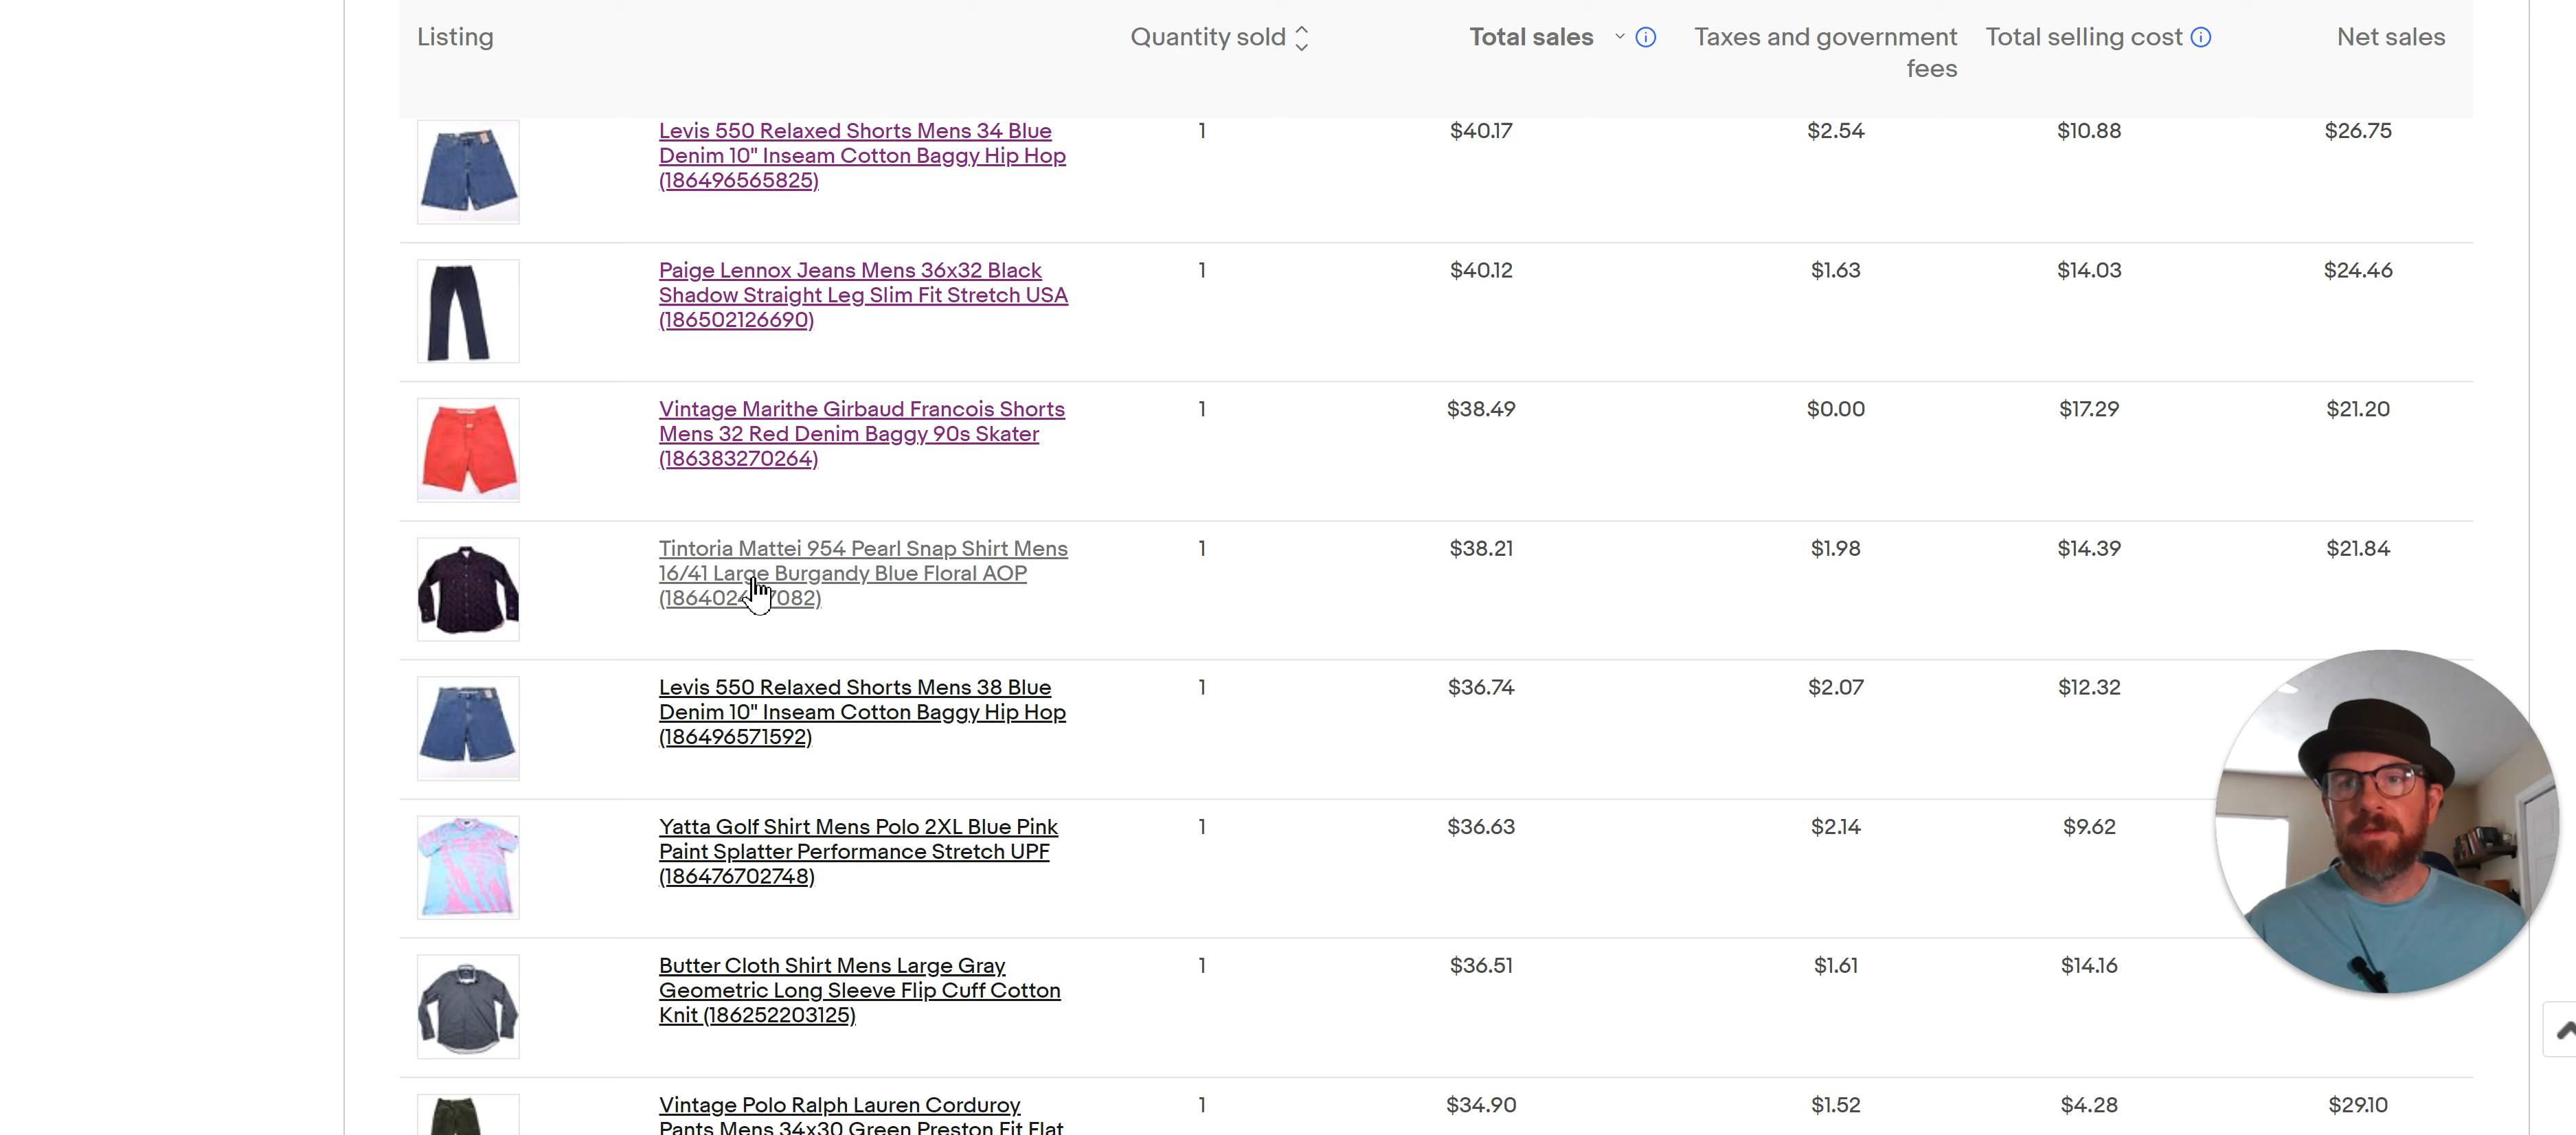 Listing
Quantity sold
Total sales
Taxes and government
fees
Total selling cost
Net sales
Levis 550 Relaxed Shorts Mens 34 Blue
Denim 10" Inseam Cotton Baggy Hip Hop
(186496565825)
1
$40.17
$2.54
$10.88
$26.75
Paige Lennox Jeans Mens 36x32 Black
Shadow Straight Leg Slim Fit Stretch USA
(186502126690)
1
$40.12
$1.63
$14.03
$24.46
Vintage Marithe Girbaud Francois Shorts
Mens 32 Red Denim Baggy 90s Skater
(186383270264)
1
$38.49
$0.00
$17.29
$21.20
Tintoria Mattei 954 Pearl Snap Shirt Mens
16/41 Large Burgandy Blue Floral AOP
1
$38.21
$1.98
$14.39
$21.84
Levis 550 Relaxed Shorts Mens 38 Blue
Denim 10" Inseam Cotton Baggy Hip Hop
(186496571592)
1
$36.74
$2.07
$12.32
Yatta Golf Shirt Mens Polo 2XL Blue Pink
Paint Splatter Performance Stretch UPF
(186476702748)
1
$36.63
$2.14
$9.62
Butter Cloth Shirt Mens Large Gray
Geometric Long Sleeve Flip Cuff Cotton
Knit (186252203125)
1
$36.51
$1.61
$14.16
Vintage Polo Ralph Lauren Corduroy
Pants Mens 34x30 Green Preston Fit Flat
1
$34.90
$1.52
$4.28
$29.10